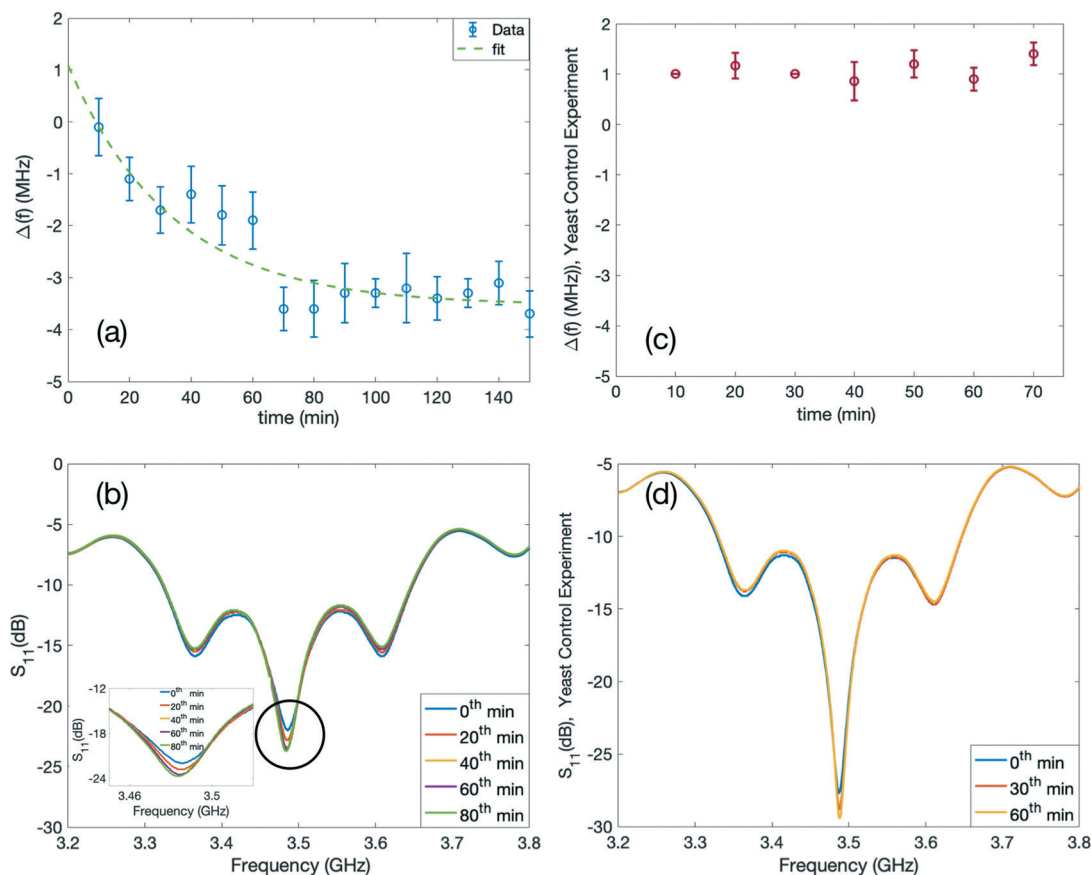 (a)
Data
fit
2
1
0
-1
-2
-3
-4
-5
Δ(f) (MHz)
0
20
40
60
80
100
120
140
time (min)
(c)
2
1
0
-1
-2
-3
-4
-5
Δ(f) (MHz)), Yeast Control Experiment
0
10
20
30
40
50
60
70
time (min)
(b)
0
-5
-10
-15
-20
-25
-30
S11(dB)
3.2
3.3
3.4
3.5
3.6
3.7
3.8
Frequency (GHz)
0th min
20th min
40th min
60th min
80th min
-12
-18
-24
S11(dB)
3.46
3.5
Frequency (GHz)
0th min
20th min
40th min
60th min
80th min
(d)
-5
-10
-15
-20
-25
-30
S11(dB), Yeast Control Experiment
3.2
3.3
3.4
3.5
3.6
3.7
3.8
Frequency (GHz)
0th min
30th min
60th min